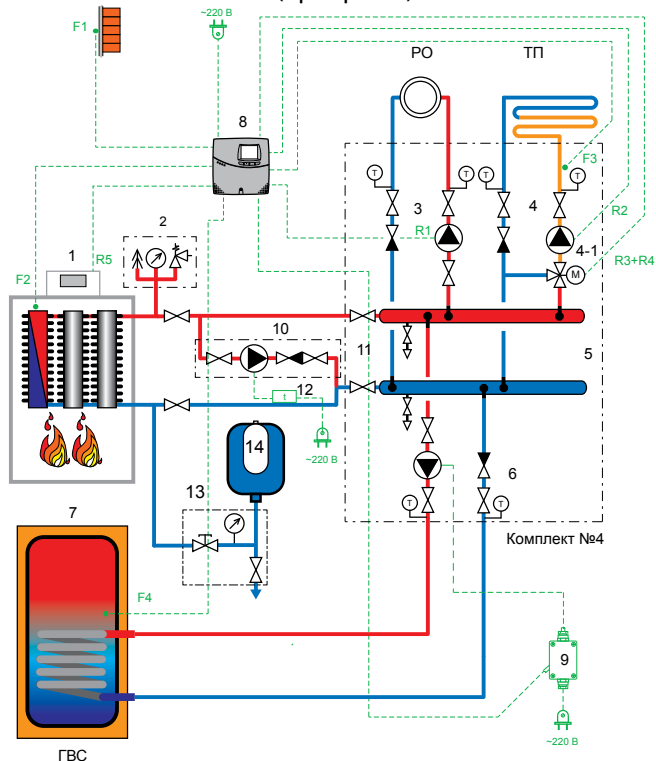 F1
~220 В
8
РО
ТП
F3
T
T
T
T
3
4
R1
R2
4-1
M
R3+R4
2
1
F2
R5
10
11
5
12
t
~220 В
14
13
6
T
T
Комплект №4
7
F4
9
~220 В
ГВС